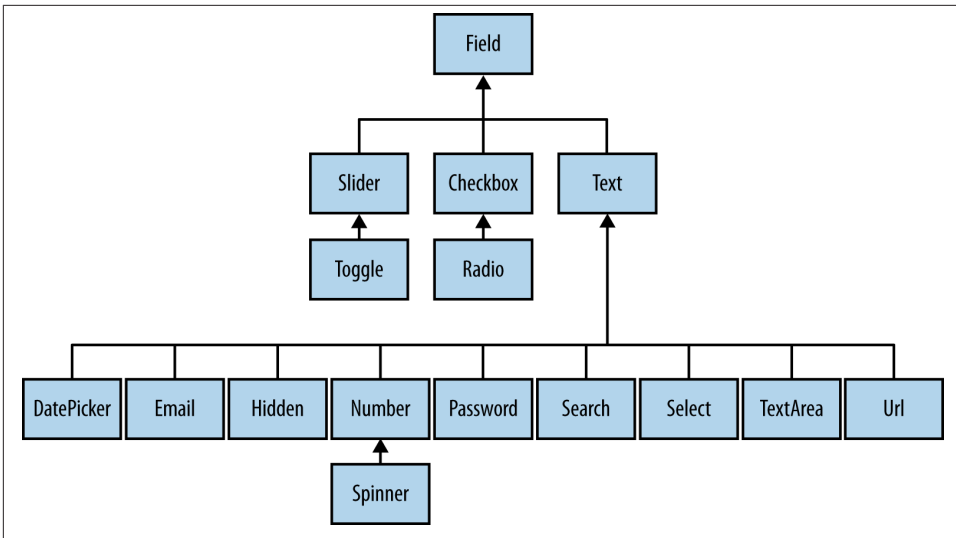 Field
Slider
Checkbox
Text
Toggle
Radio
DatePicker
Email
Hidden
Number
Password
Search
Select
TextArea
Url
Spinner